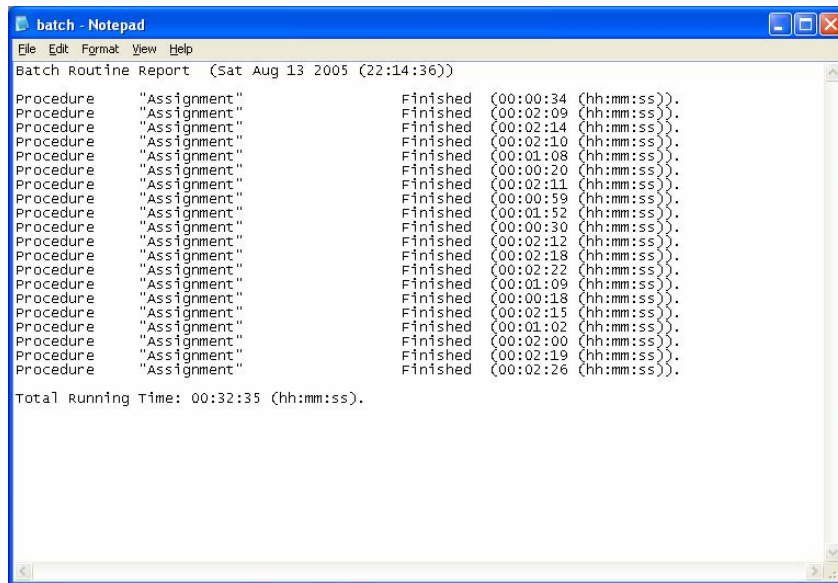 batch - Notepad
File Edit Format View Help
Batch Routine Report (Sat Aug 13 2005 (22:14:36))
Procedure "Assignment" Finished (00:00:34 (hh:mm:ss)).
Procedure "Assignment" Finished (00:02:09 (hh:mm:ss)).
Procedure "Assignment" Finished (00:02:14 (hh:mm:ss)).
Procedure "Assignment" Finished (00:02:10 (hh:mm:ss)).
Procedure "Assignment" Finished (00:01:08 (hh:mm:ss)).
Procedure "Assignment" Finished (00:00:20 (hh:mm:ss)).
Procedure "Assignment" Finished (00:02:11 (hh:mm:ss)).
Procedure "Assignment" Finished (00:00:59 (hh:mm:ss)).
Procedure "Assignment" Finished (00:01:52 (hh:mm:ss)).
Procedure "Assignment" Finished (00:00:30 (hh:mm:ss)).
Procedure "Assignment" Finished (00:02:12 (hh:mm:ss)).
Procedure "Assignment" Finished (00:02:18 (hh:mm:ss)).
Procedure "Assignment" Finished (00:02:22 (hh:mm:ss)).
Procedure "Assignment" Finished (00:01:09 (hh:mm:ss)).
Procedure "Assignment" Finished (00:00:18 (hh:mm:ss)).
Procedure "Assignment" Finished (00:02:15 (hh:mm:ss)).
Procedure "Assignment" Finished (00:01:02 (hh:mm:ss)).
Procedure "Assignment" Finished (00:02:00 (hh:mm:ss)).
Procedure "Assignment" Finished (00:02:19 (hh:mm:ss)).
Procedure "Assignment" Finished (00:02:26 (hh:mm:ss)).
Total Running Time: 00:32:35 (hh:mm:ss).